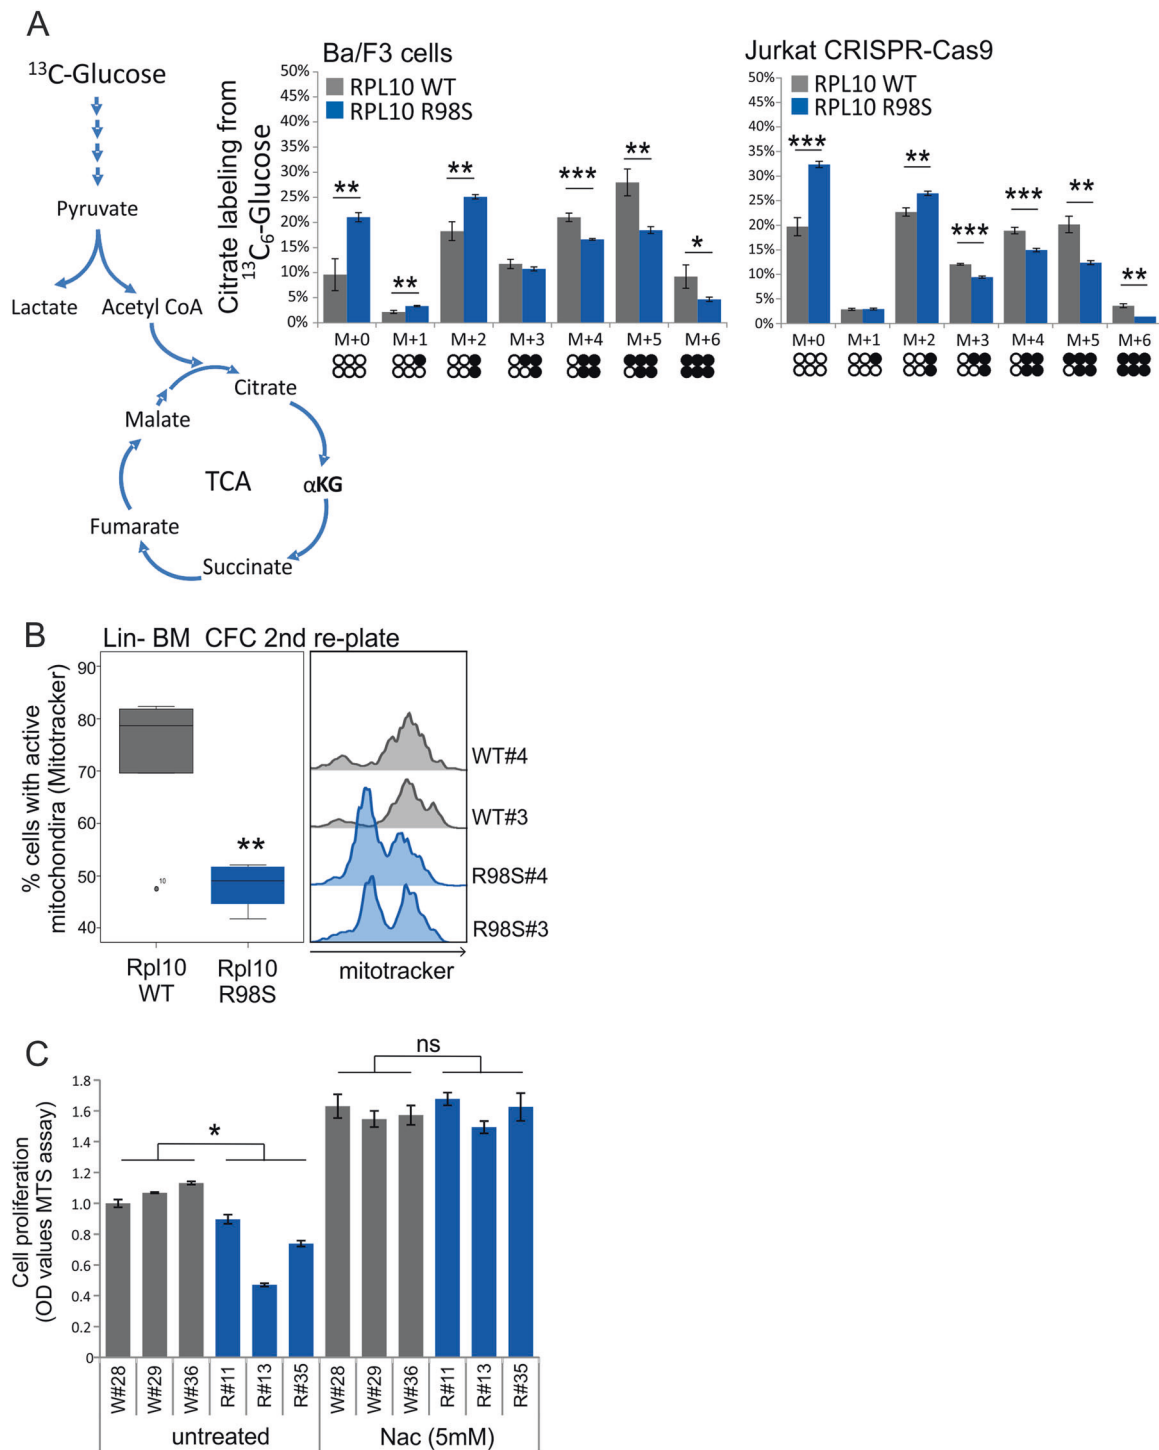 A
¹³C-Glucose
Pyruvate
Lactate
Acetyl CoA
Citrate
Malate
TCA
αKG
Fumarate
Succinate
Ba/F3 cells
Citrate labeling from
¹³C₆-Glucose
50%
45%
40%
35%
30%
25%
20%
15%
10%
5%
0%
RPL10 WT
RPL10 R98S
** ** ** *** ** *
M+0 M+1 M+2 M+3 M+4 M+5 M+6
Jurkat CRISPR-Cas9
50%
45%
40%
35%
30%
25%
20%
15%
10%
5%
0%
RPL10 WT
RPL10 R98S
*** ** *** *** ** **
M+0 M+1 M+2 M+3 M+4 M+5 M+6
B
Lin- BM CFC 2nd re-plate
% cells with active
mitochondira (Mitotracker)
90
80
70
60
50
40
10
**
Rpl10
WT
Rpl10
R98S
WT#4
WT#3
R98S#4
R98S#3
mitotracker
C
Cell proliferation
(OD values MTS assay)
1.8
1.6
1.4
1.2
1.0
0.8
0.6
0.4
0.2
0
*
ns
W#28 W#29 W#36 R#11 R#13 R#35 W#28 W#29 W#36 R#11 R#13 R#35
untreated Nac (5mM)